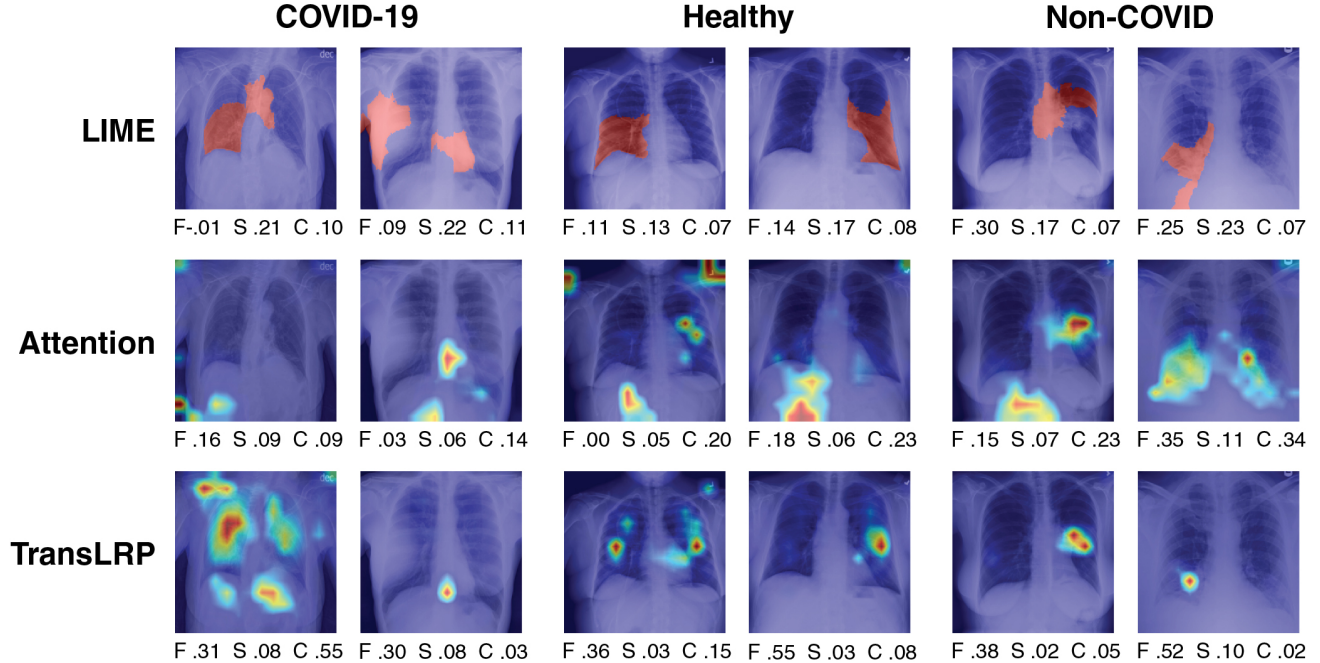 COVID-19 Healthy Non-COVID
LIME
dec
F-.01 S .21 C .10 F .09 S .22 C .11 F .11 S .13 C .07 F .14 S .17 C .08 F .30 S .17 C .07 F .25 S .23 C .07
Attention
dec
F .16 S .09 C .09 F .03 S .06 C .14 F .00 S .05 C .20 F .18 S .06 C .23 F .15 S .07 C .23 F .35 S .11 C .34
TransLRP
dec
F .31 S .08 C .55 F .30 S .08 C .03 F .36 S .03 C .15 F .55 S .03 C .08 F .38 S .02 C .05 F .52 S .10 C .02